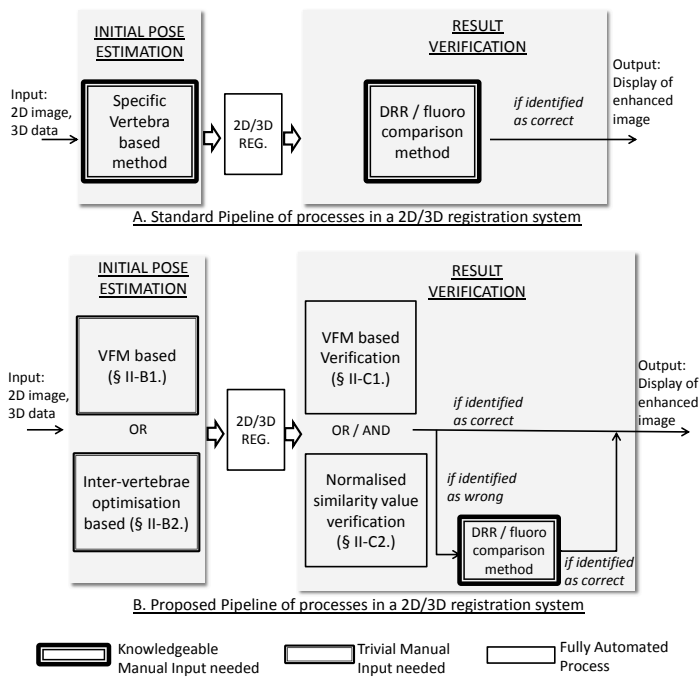 INITIAL POSE
ESTIMATION
RESULT
VERIFICATION
Input:
2D image,
3D data
Specific
Vertebra
based
method
2D/3D
REG.
DRR / fluoro
comparison
method
if identified
as correct
Output:
Display of
enhanced
image
A. Standard Pipeline of processes in a 2D/3D registration system
INITIAL POSE
ESTIMATION
RESULT
VERIFICATION
Input:
2D image,
3D data
VFM based
(§ II-B1.)
OR
Inter-vertebrae
optimisation
based (§ II-B2.)
2D/3D
REG.
VFM based
Verification
(§ II-C1.)
OR / AND
Normalised
similarity value
verification
(§ II-C2.)
if identified
as correct
if identified
as wrong
DRR / fluoro
comparison
method
if identified
as correct
Output:
Display of
enhanced
image
B. Proposed Pipeline of processes in a 2D/3D registration system
Knowledgeable
Manual Input needed
Trivial Manual
Input needed
Fully Automated
Process